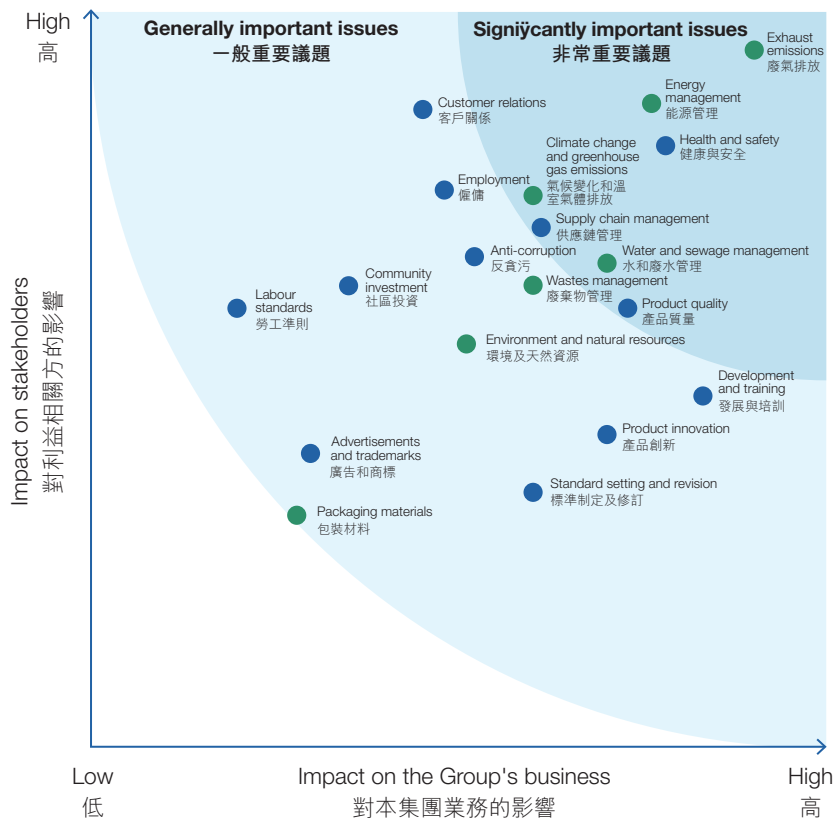 High
高
Generally important issues
一般重要議題
Signiÿcantly important issues
非常重要議題
Exhaust
emissions
廢氣排放
Energy
management
能源管理
Customer relations
客戶關係
Health and safety
健康與安全
Climate change
and greenhouse
gas emissions
氣候變化和溫
室氣體排放
Employment
僱傭
Supply chain management
供應鏈管理
Anti-corruption
反貪污
Water and sewage management
水和廢水管理
Community
investment
社區投資
Wastes management
廢棄物管理
Labour
standards
勞工準則
Product quality
產品質量
Environment and natural resources
環境及天然資源
Development
and training
發展與培訓
Product innovation
產品創新
Advertisements
and trademarks
廣告和商標
Standard setting and revision
標準制定及修訂
Packaging materials
包裝材料
Impact on stakeholders
對利益相關方的影響
Low
低
Impact on the Group's business
對本集團業務的影響
High
高